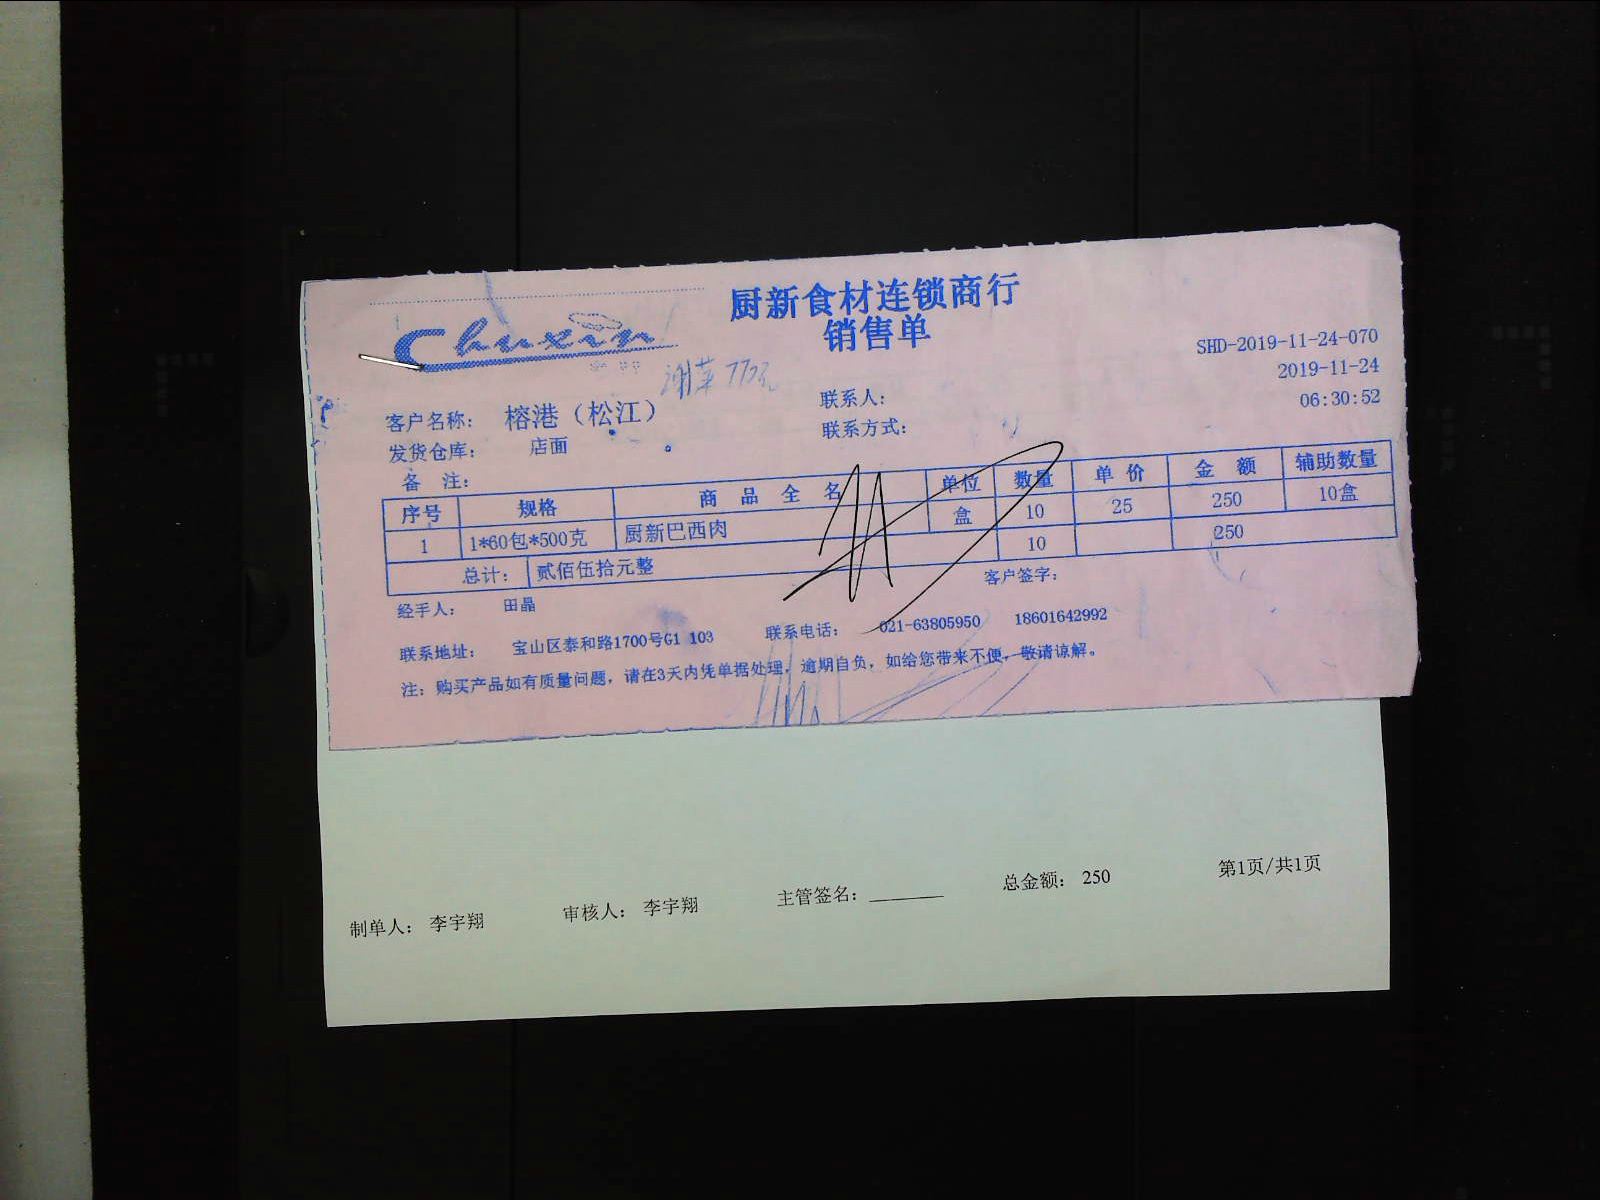 厨新食材连锁商行
Chuxin
销售单
SHD-2019-11-24-070
2019-11-24
06:30:52
客户名称： 榕港（松江） 联系人：
发货仓库： 店面 联系方式：
备 注：
序号 规格 商品全名 单位 数量 单价 金额 辅助数量
1 1*60包*500克 厨新巴西肉 盒 10 25 250 10盒
总计： 贰佰伍拾元整 10 250
经手人： 田晶 客户签字：
联系地址： 宝山区泰和路1700号G1 103 联系电话： 021-63805950 18601642992
注：购买产品如有质量问题，请在3天内凭单据处理，逾期自负，如给您带来不便，敬请谅解。
制单人： 李宇翔 审核人： 李宇翔 主管签名：______ 总金额： 250 第1页/共1页